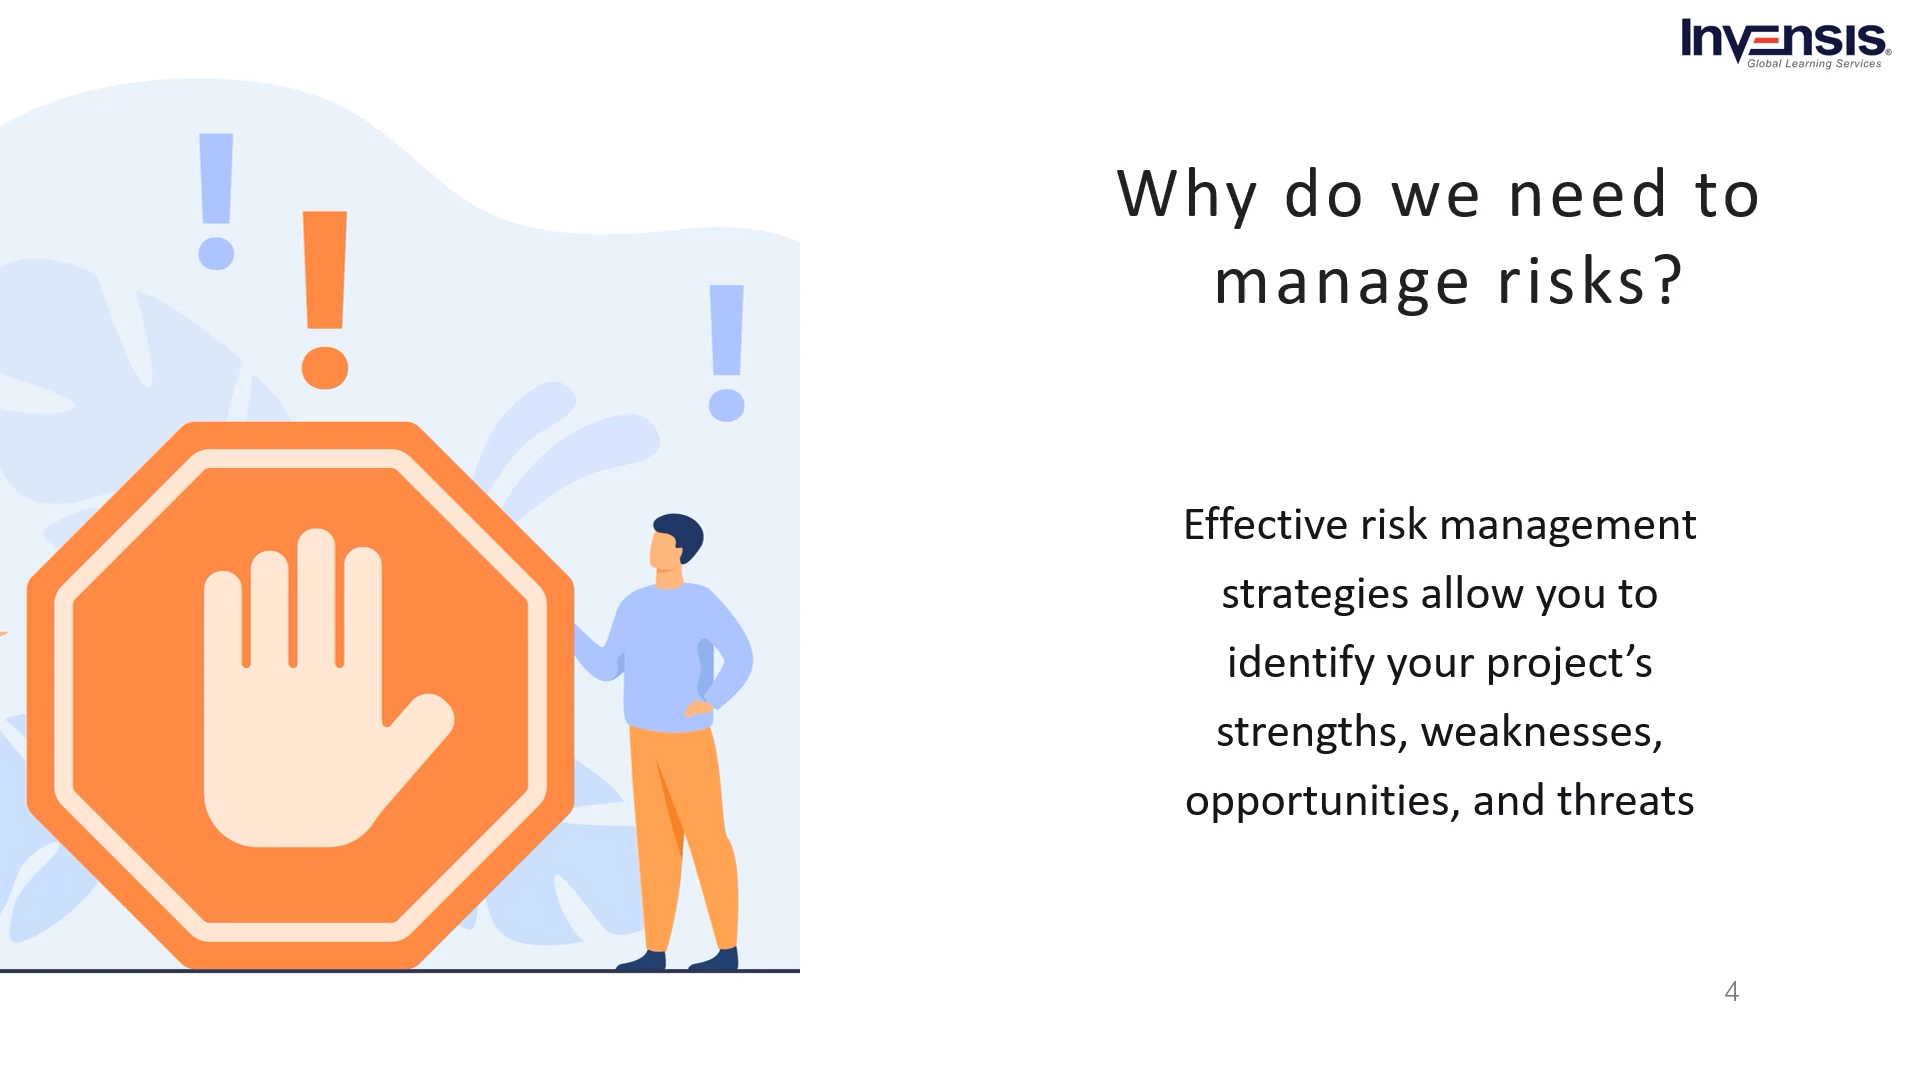 Invensis®
Global Learning Services
Why do we need to
manage risks?
Effective risk management
strategies allow you to
identify your project’s
strengths, weaknesses,
opportunities, and threats
4